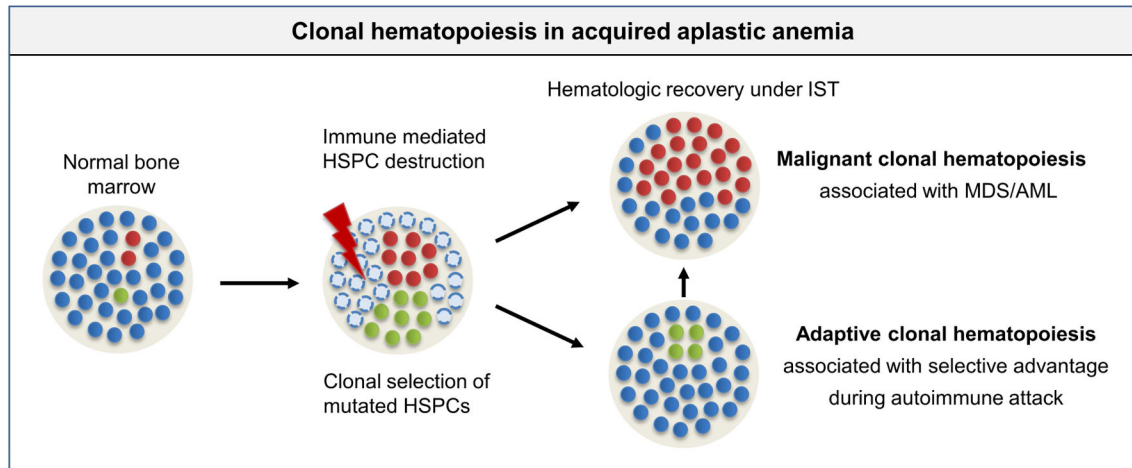 Clonal hematopoiesis in acquired aplastic anemia
Normal bone
marrow
Immune mediated
HSPC destruction
Clonal selection of
mutated HSPCs
Hematologic recovery under IST
Malignant clonal hematopoiesis
associated with MDS/AML
Adaptive clonal hematopoiesis
associated with selective advantage
during autoimmune attack